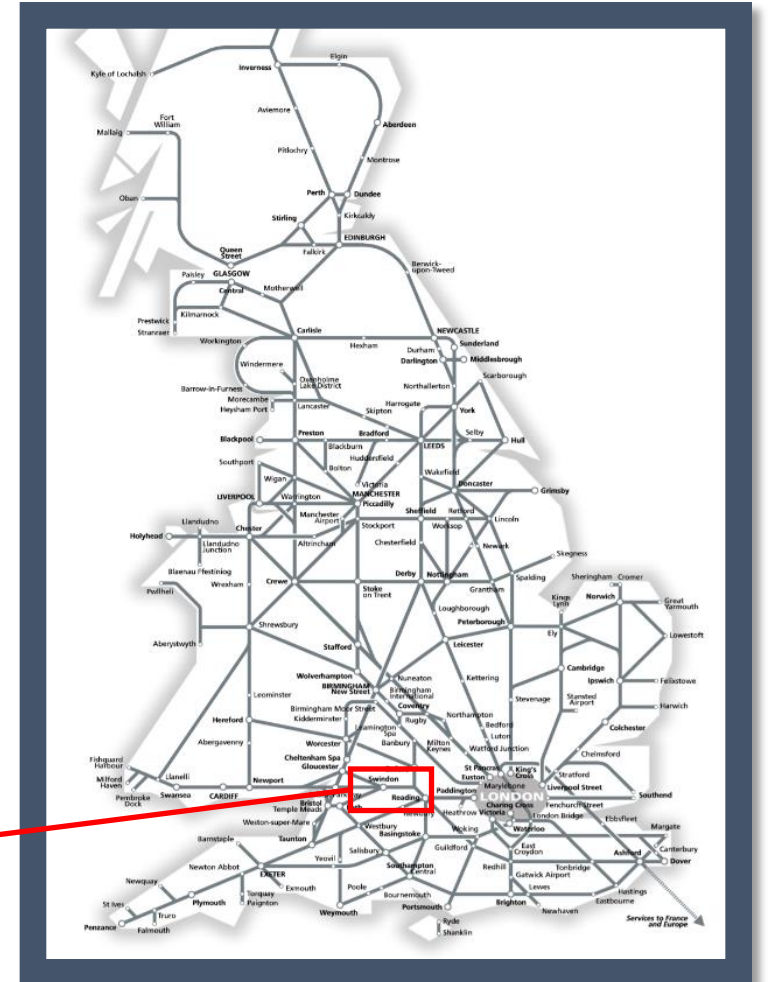 Elgin
Inverness
Kyle of Lochalsh
Aviemore
Fort
William
Mallaig
Aberdeen
Pitlochry
Montrose
Perth
Dundee
Oban
Kirkcaldy
Stirling
EDINBURGH
Queen
Street
Falkirk
Berwick-
upon-Tweed
Paisley
GLASGOW
Central
Motherwell
Kilmarnock
Prestwick
Stranraer
Carlisle
NEWCASTLE
Workington
Hexham
Sunderland
Durham
Darlington
Middlesbrough
Windermere
Scarborough
Oxenholme
Lake District
Barrow-in-Furness
Northallerton
Morecambe
Heysham Port
Lancaster
Harrogate
York
Skipton
Preston
Bradford
Selby
Blackpool
Blackburn
LEEDS
Hull
Huddersfield
Southport
Bolton
Wakefield
Wigan
Victoria
Doncaster
LIVERPOOL
Warrington
MANCHESTER
Piccadilly
Grimsby
Manchester
Airport
Sheffield
Retford
Llandudno
Stockport
Worksop
Lincoln
Holyhead
Chester
Llandudno
Junction
Altrincham
Chesterfield
Newark
Skegness
Blaenau Ffestiniog
Derby
Nottingham
Spalding
Sheringham
Cromer
Pwllheli
Wrexham
Crewe
Stoke
on Trent
Grantham
Kings
Lynn
Norwich
Great
Yarmouth
Loughborough
Peterborough
Shrewsbury
Ely
Lowestoft
Aberystwyth
Stafford
Leicester
Wolverhampton
Cambridge
BIRMINGHAM
New Street
Nuneaton
Kettering
Ipswich
Felixstowe
Birmingham
International
Leominster
Stevenage
Stansted
Airport
Harwich
Birmingham Moor Street
Coventry
Kidderminster
Rugby
Northampton
Hereford
Leamington
Spa
Bedford
Colchester
Worcester
Banbury
Milton
Keynes
Luton
Abergavenny
Watford Junction
Chelmsford
Cheltenham Spa
Fishguard
Harbour
Gloucester
St Pancras
King's
Cross
Euston
Stratford
Llanelli
Newport
Swindon
Marylebone
Liverpool Street
Milford
Haven
Paddington
LONDON
Southend
Pembroke
Dock
Swansea
CARDIFF
Reading
Charing Cross
Fenchurch Street
Bristol
Temple Meads
Heathrow
Victoria
London Bridge
Ebbsfleet
Weston-super-Mare
Waterloo
Margate
Westbury
Basingstoke
Woking
Barnstaple
Taunton
East
Croydon
Canterbury
Salisbury
Guildford
Ashford
Dover
Newton Abbot
Yeovil
Southampton
Central
Redhill
Tonbridge
EXETER
Gatwick Airport
Newquay
Exmouth
Poole
Lewes
Hastings
Torquay
Bournemouth
Eastbourne
St Ives
Plymouth
Paignton
Portsmouth
Brighton
Newhaven
Truro
Weymouth
Ryde
Services to France
and Europe
Penzance
Falmouth
Shanklin